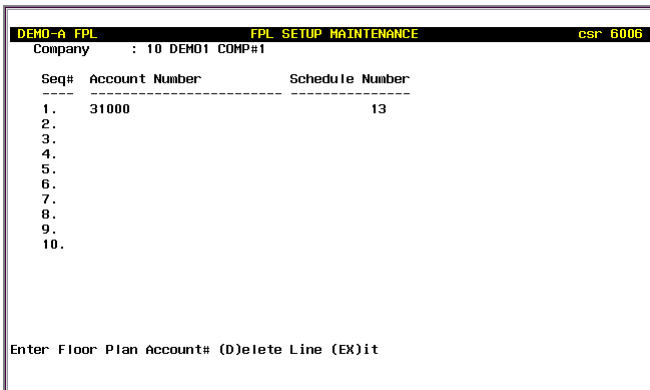 DEMO-A FPL FPL SETUP MAINTENANCE csr 6006
Company : 10 DEMO1 COMP#1
Seq# Account Number Schedule Number
---- ------------------------ ---------------
1. 31000 13
2.
3.
4.
5.
6.
7.
8.
9.
10.
Enter Floor Plan Account# (D)elete Line (EX)it